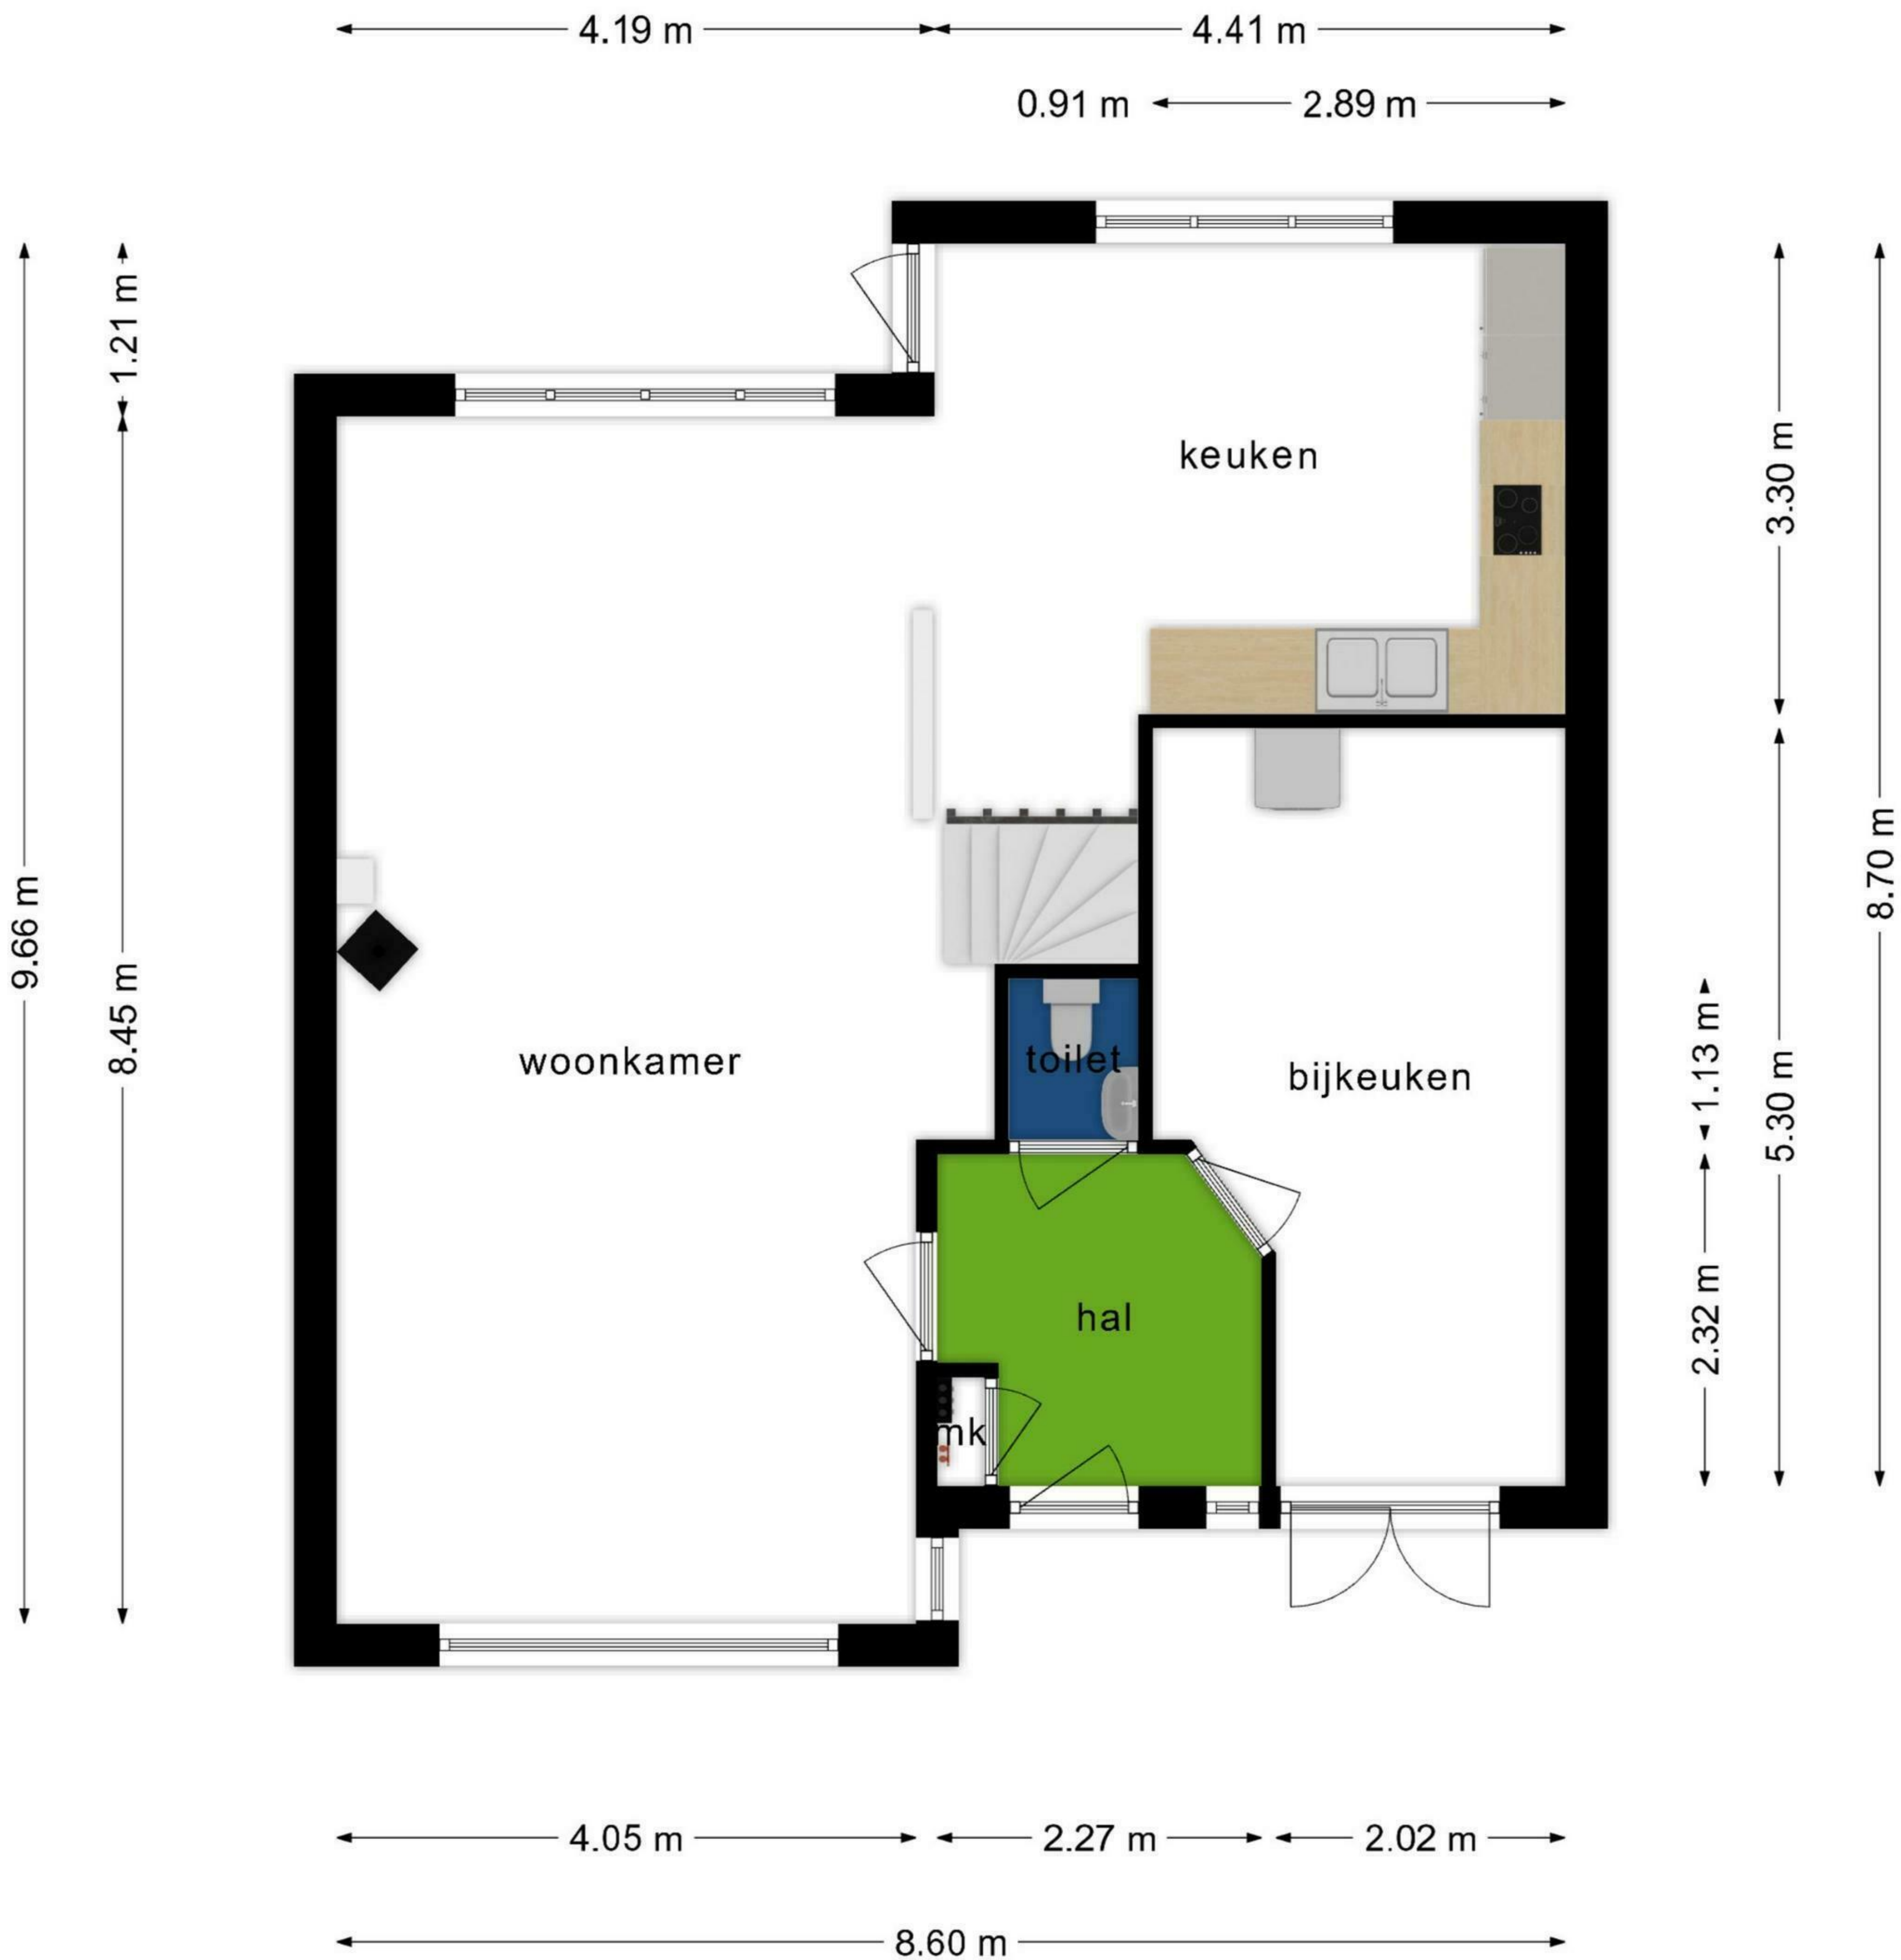 4.19 m
4.41 m
0.91 m
2.89 m
1.21 m
keuken
3.30 m
9.66 m
8.45 m
8.70 m
woonkamer
toilet
bijkeuken
1.13 m
5.30 m
hal
2.32 m
mk
4.05 m
2.27 m
2.02 m
8.60 m